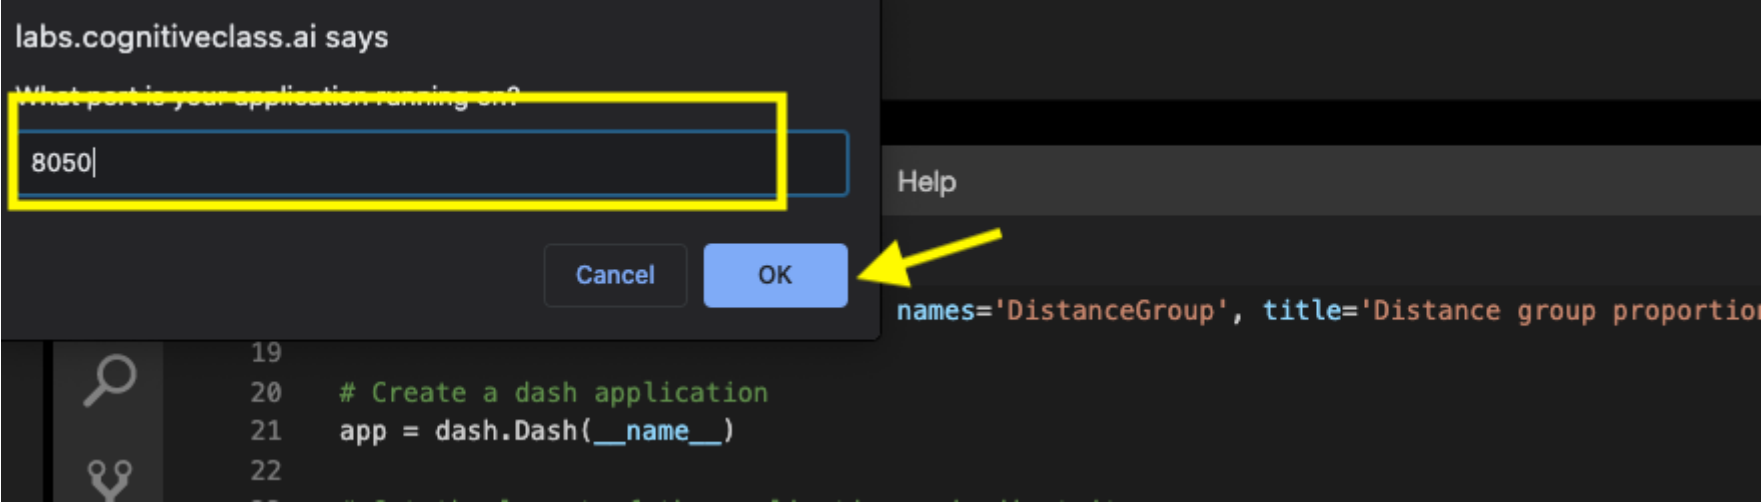 labs.cognitiveclass.ai says
What port is your application running on?
8050
Cancel
OK
Help
names='DistanceGroup', title='Distance group proportion
19
20 # Create a dash application
21 app = dash.Dash(__name__)
22